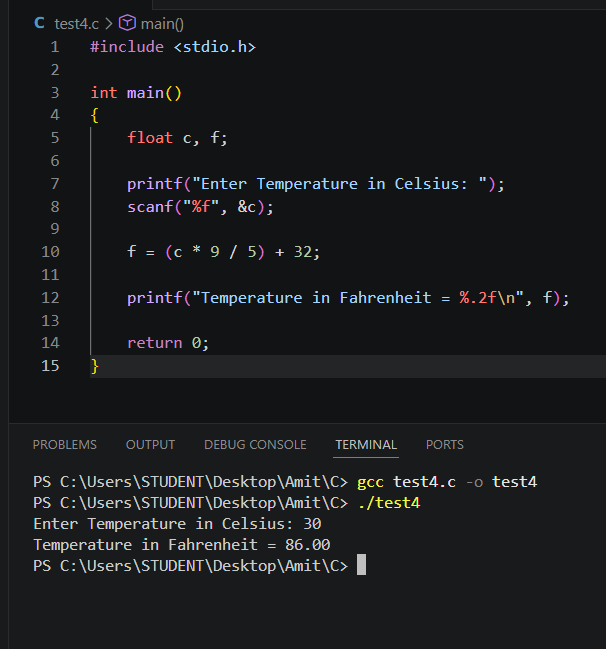 C test4.c > main()
1 #include <stdio.h>
2
3 int main()
4 {
5     float c, f;
6
7     printf("Enter Temperature in Celsius: ");
8     scanf("%f", &c);
9
10     f = (c * 9 / 5) + 32;
11
12     printf("Temperature in Fahrenheit = %.2f\n", f);
13
14     return 0;
15 }
PROBLEMS OUTPUT DEBUG CONSOLE TERMINAL PORTS
PS C:\Users\STUDENT\Desktop\Amit\C> gcc test4.c -o test4
PS C:\Users\STUDENT\Desktop\Amit\C> ./test4
Enter Temperature in Celsius: 30
Temperature in Fahrenheit = 86.00
PS C:\Users\STUDENT\Desktop\Amit\C>